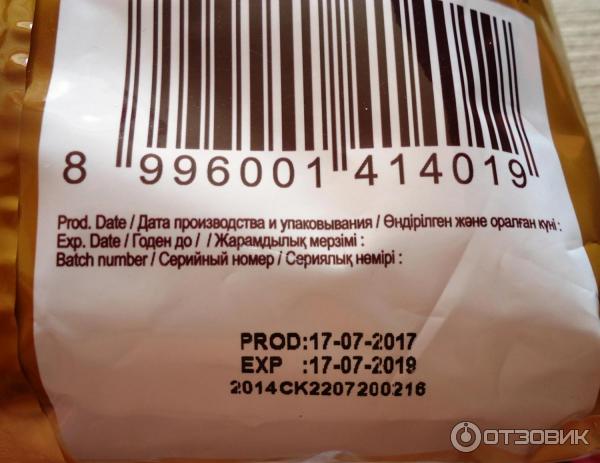 8 996001 414019
Prod. Date / Дата производства и упаковывания / Өндірілген және оралған күні :
Exp. Date / Годен до / / Жарамдылық мерзімі :
Batch number / Серийный номер / Сериялық нөмірі :
PROD:17-07-2017
EXP :17-07-2019
2014CK2207200216
ОТЗОВИК